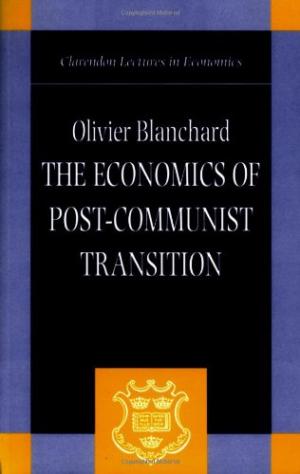 Clarendon Lectures in Economics
Olivier Blanchard
THE ECONOMICS OF
POST-COMMUNIST
TRANSITION